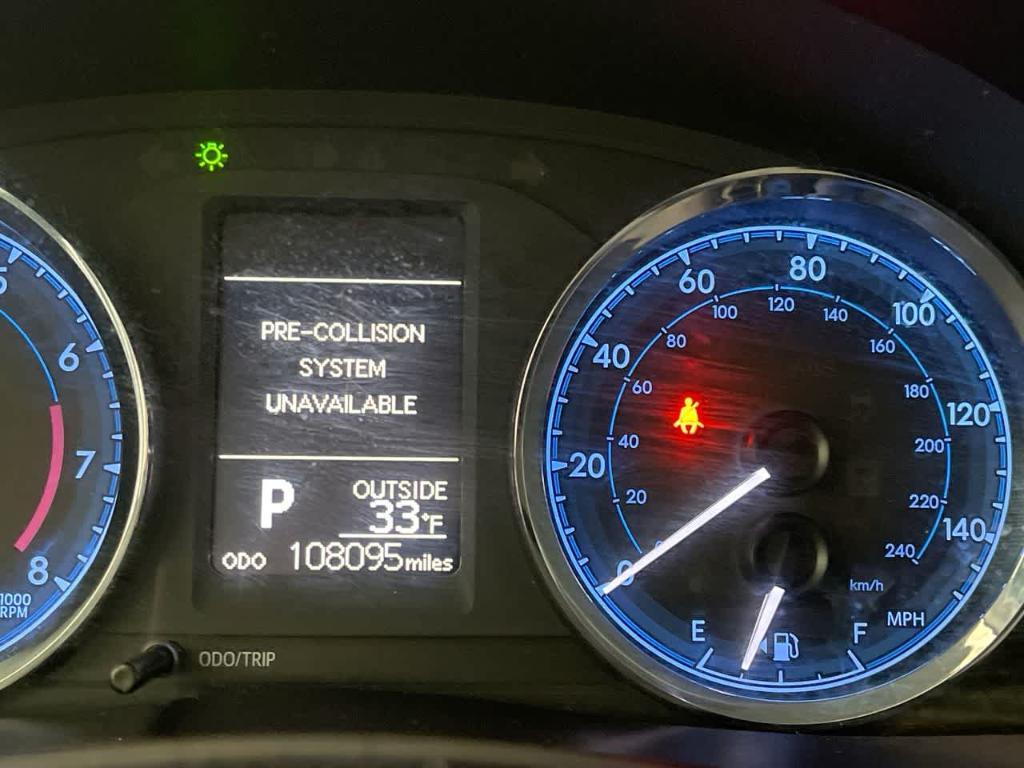 PRE-COLLISION
SYSTEM
UNAVAILABLE
P
OUTSIDE
33°F
ODO 108095 miles
ODO/TRIP
5
6
7
8
1000
RPM
0
20
40
60
80
100
120
140
MPH
20
40
60
80
100
120
140
160
180
200
220
240
km/h
E
F